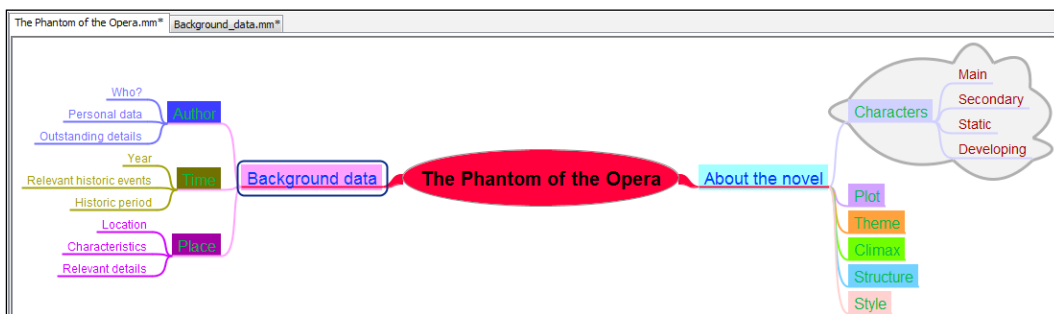 The Phantom of the Opera.mm*
Background_data.mm*
Who?
Personal data
Outstanding details
Author
Year
Relevant historic events
Historic period
Time
Location
Characteristics
Relevant details
Place
Background data
The Phantom of the Opera
About the novel
Characters
Main
Secondary
Static
Developing
Plot
Theme
Climax
Structure
Style